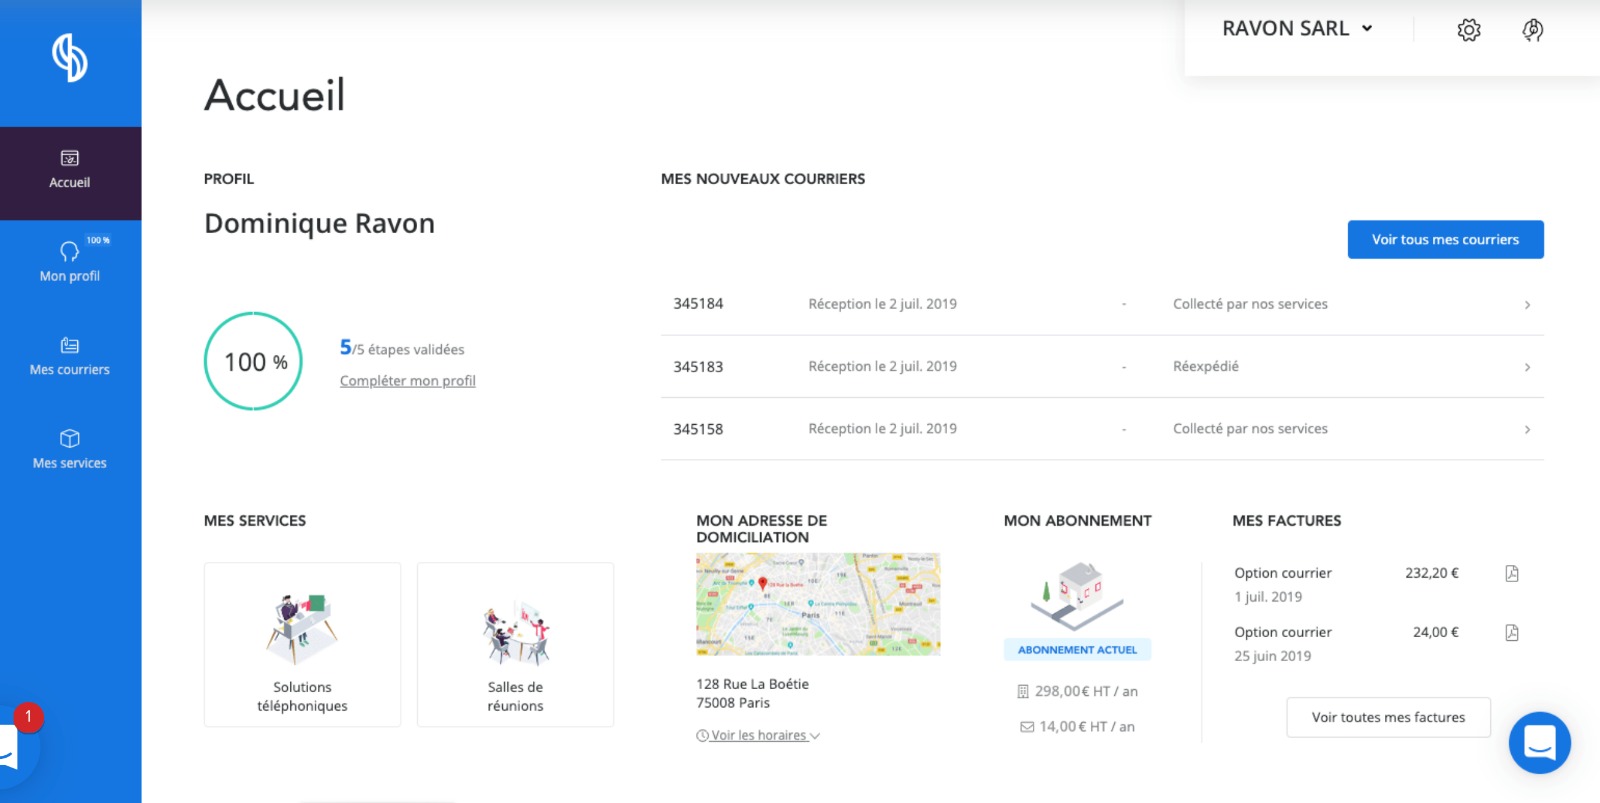 RAVON SARL
Accueil
Accueil
100 %
Mon profil
Mes courriers
Mes services
1
PROFIL
Dominique Ravon
100 %
5/5 étapes validées
Compléter mon profil
MES NOUVEAUX COURRIERS
Voir tous mes courriers
345184 Réception le 2 juil. 2019 - Collecté par nos services
345183 Réception le 2 juil. 2019 - Réexpédié
345158 Réception le 2 juil. 2019 - Collecté par nos services
MES SERVICES
Solutions
téléphoniques
Salles de
réunions
MON ADRESSE DE
DOMICILIATION
128 Rue la Boétie
Paris
128 Rue La Boétie
75008 Paris
Voir les horaires
MON ABONNEMENT
ABONNEMENT ACTUEL
298,00€ HT / an
14,00€ HT / an
MES FACTURES
Option courrier 232,20 €
1 juil. 2019
Option courrier 24,00 €
25 juin 2019
Voir toutes mes factures